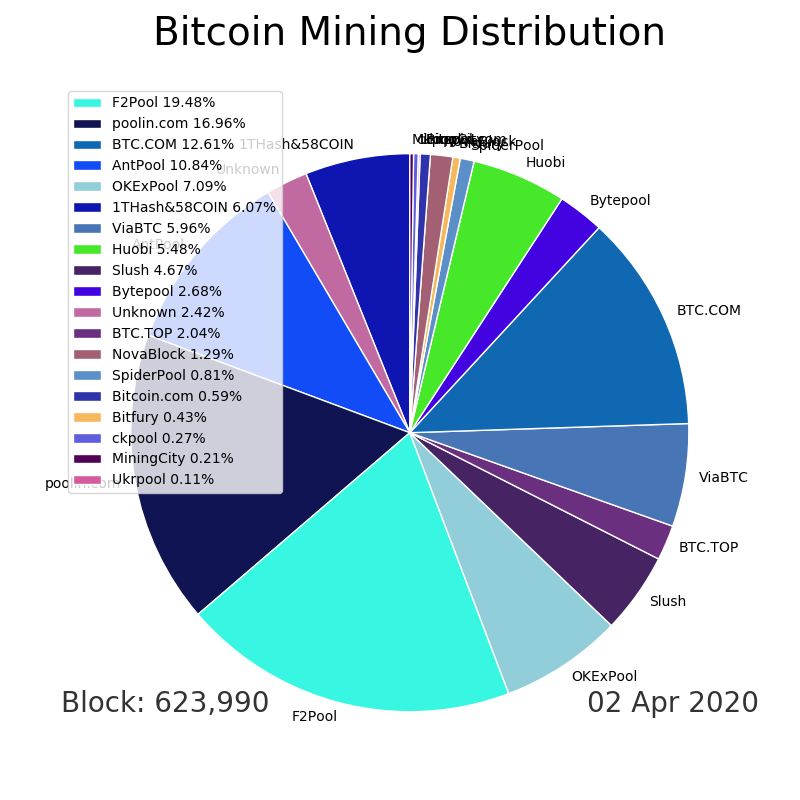 Bitcoin Mining Distribution
F2Pool 19.48%
poolin.com 16.96%
BTC.COM 12.61%
AntPool 10.84%
OKExPool 7.09%
1THash&58COIN 6.07%
ViaBTC 5.96%
Huobi 5.48%
Slush 4.67%
Bytepool 2.68%
Unknown 2.42%
BTC.TOP 2.04%
NovaBlock 1.29%
SpiderPool 0.81%
Bitcoin.com 0.59%
Bitfury 0.43%
ckpool 0.27%
MiningCity 0.21%
Ukrpool 0.11%
1THash&58COIN
Unknown
AntPool
poolin.com
F2Pool
OKExPool
Slush
BTC.TOP
ViaBTC
BTC.COM
Bytepool
Huobi
SpiderPool
Block: 623,990
02 Apr 2020